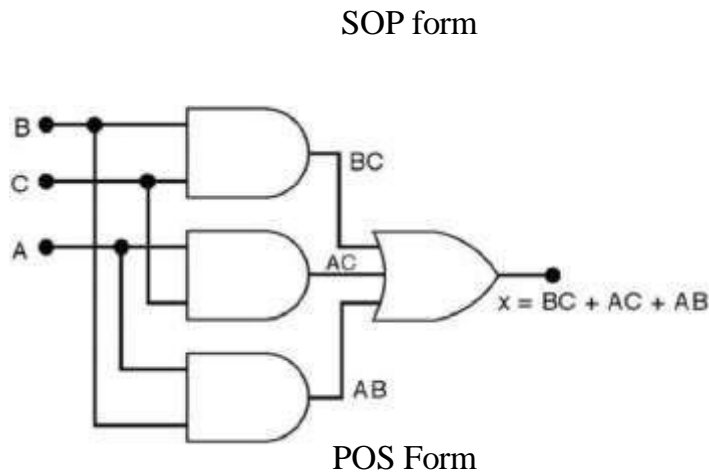 SOP form
B
BC
C
A
AC
x = BC + AC + AB
AB
POS Form